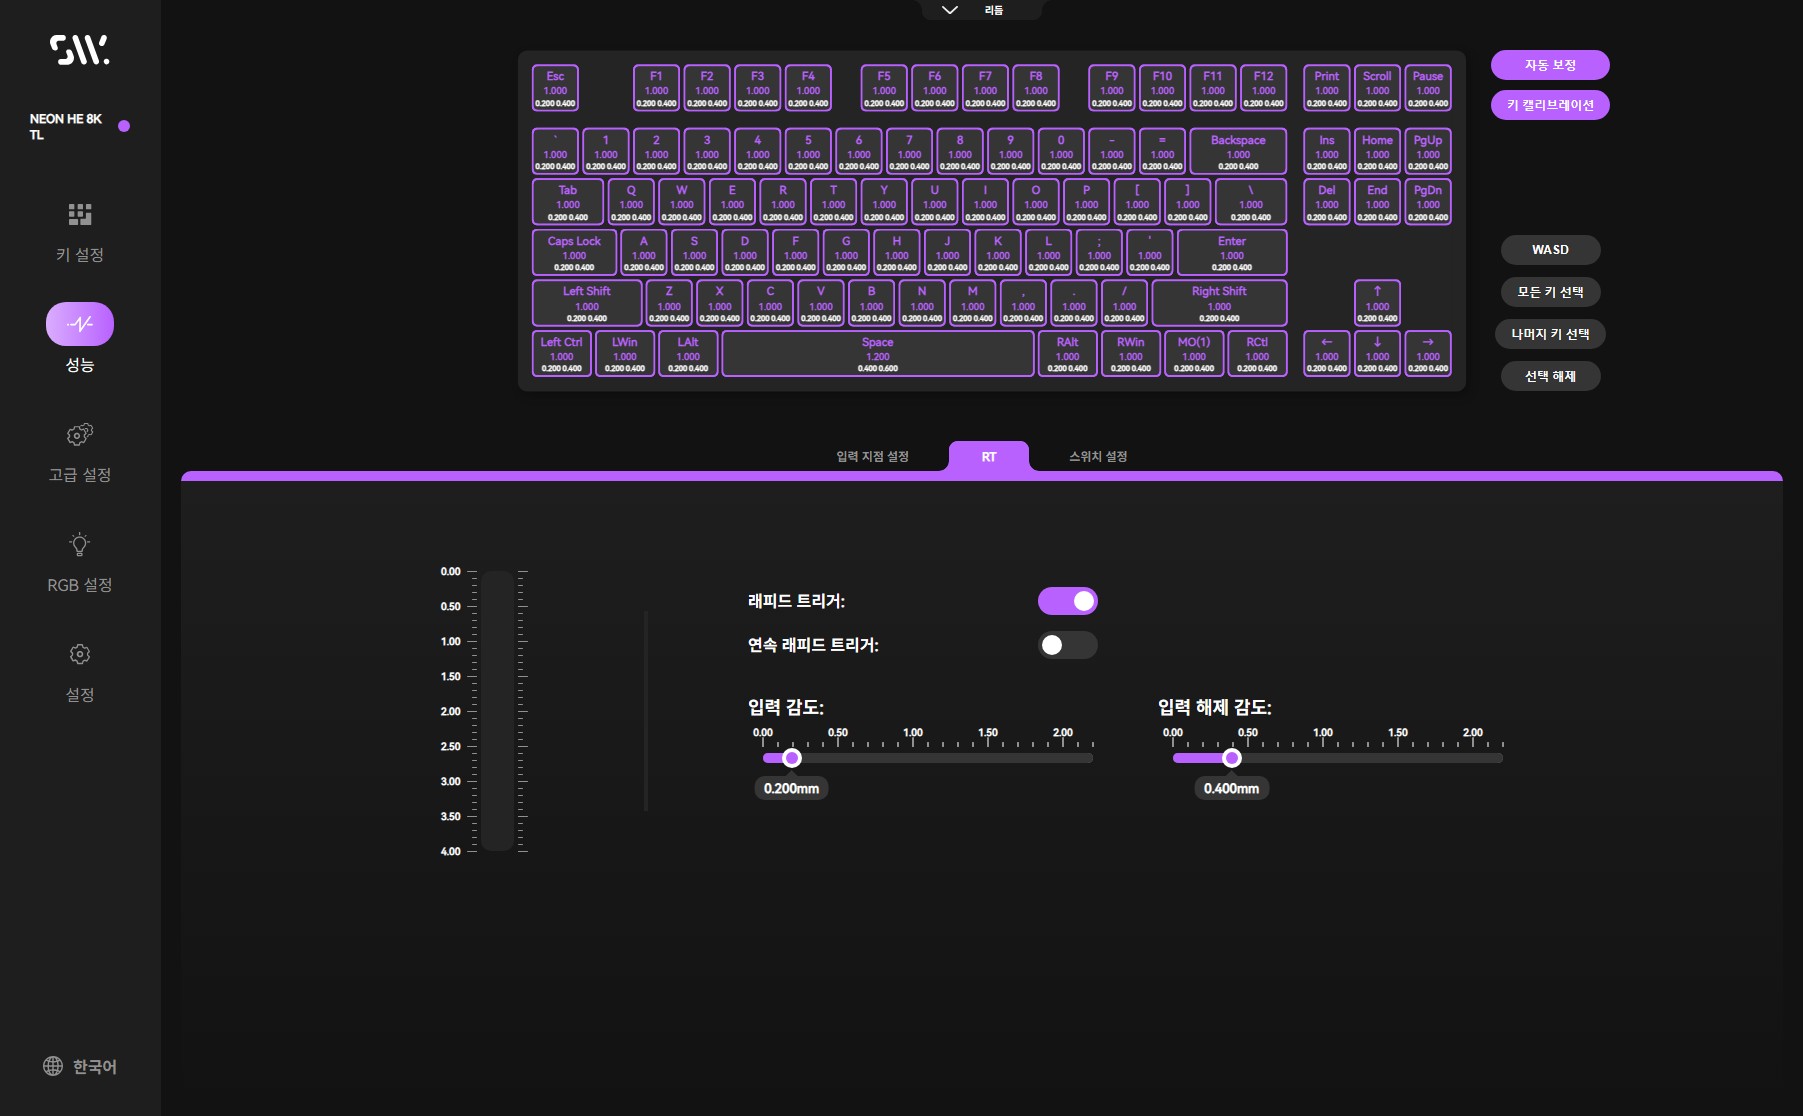 리듬
SW.
NEON HE 8K
TL
키 설정
성능
고급 설정
RGB 설정
설정
한국어
Esc F1 F2 F3 F4 F5 F6 F7 F8 F9 F10 F11 F12 Print Scroll Pause
1.000 1.000 1.000 1.000 1.000 1.000 1.000 1.000 1.000 1.000 1.000 1.000 1.000 1.000 1.000 1.000
0.200 0.400 0.200 0.400 0.200 0.400 0.200 0.400 0.200 0.400 0.200 0.400 0.200 0.400 0.200 0.400 0.200 0.400 0.200 0.400 0.200 0.400 0.200 0.400 0.200 0.400 0.200 0.400 0.200 0.400 0.200 0.400
` 1 2 3 4 5 6 7 8 9 0 - = Backspace Ins Home PgUp
1.000 1.000 1.000 1.000 1.000 1.000 1.000 1.000 1.000 1.000 1.000 1.000 1.000 1.000 1.000 1.000 1.000
0.200 0.400 0.200 0.400 0.200 0.400 0.200 0.400 0.200 0.400 0.200 0.400 0.200 0.400 0.200 0.400 0.200 0.400 0.200 0.400 0.200 0.400 0.200 0.400 0.200 0.400 0.200 0.400 0.200 0.400 0.200 0.400 0.200 0.400
Tab Q W E R T Y U I O P [ ] \ Del End PgDn
1.000 1.000 1.000 1.000 1.000 1.000 1.000 1.000 1.000 1.000 1.000 1.000 1.000 1.000 1.000 1.000 1.000
0.200 0.400 0.200 0.400 0.200 0.400 0.200 0.400 0.200 0.400 0.200 0.400 0.200 0.400 0.200 0.400 0.200 0.400 0.200 0.400 0.200 0.400 0.200 0.400 0.200 0.400 0.200 0.400 0.200 0.400 0.200 0.400 0.200 0.400
Caps Lock A S D F G H J K L ; ' Enter
1.000 1.000 1.000 1.000 1.000 1.000 1.000 1.000 1.000 1.000 1.000 1.000 1.000
0.200 0.400 0.200 0.400 0.200 0.400 0.200 0.400 0.200 0.400 0.200 0.400 0.200 0.400 0.200 0.400 0.200 0.400 0.200 0.400 0.200 0.400 0.200 0.400 0.200 0.400
Left Shift Z X C V B N M , . / Right Shift ↑
1.000 1.000 1.000 1.000 1.000 1.000 1.000 1.000 1.000 1.000 1.000 1.000 1.000
0.200 0.400 0.200 0.400 0.200 0.400 0.200 0.400 0.200 0.400 0.200 0.400 0.200 0.400 0.200 0.400 0.200 0.400 0.200 0.400 0.200 0.400 0.200 0.400 0.200 0.400
Left Ctrl LWin LAlt Space RAlt RWin MO(1) RCtl ← ↓ →
1.000 1.000 1.000 1.200 1.000 1.000 1.000 1.000 1.000 1.000 1.000
0.200 0.400 0.200 0.400 0.200 0.400 0.400 0.600 0.200 0.400 0.200 0.400 0.200 0.400 0.200 0.400 0.200 0.400 0.200 0.400 0.200 0.400
자동 보정
키 캘리브레이션
WASD
모든 키 선택
나머지 키 선택
선택 해제
입력 지점 설정 RT 스위치 설정
0.00
0.50
1.00
1.50
2.00
2.50
3.00
3.50
4.00
래피드 트리거:
연속 래피드 트리거:
입력 감도:
0.00 0.50 1.00 1.50 2.00
0.200mm
입력 해제 감도:
0.00 0.50 1.00 1.50 2.00
0.400mm